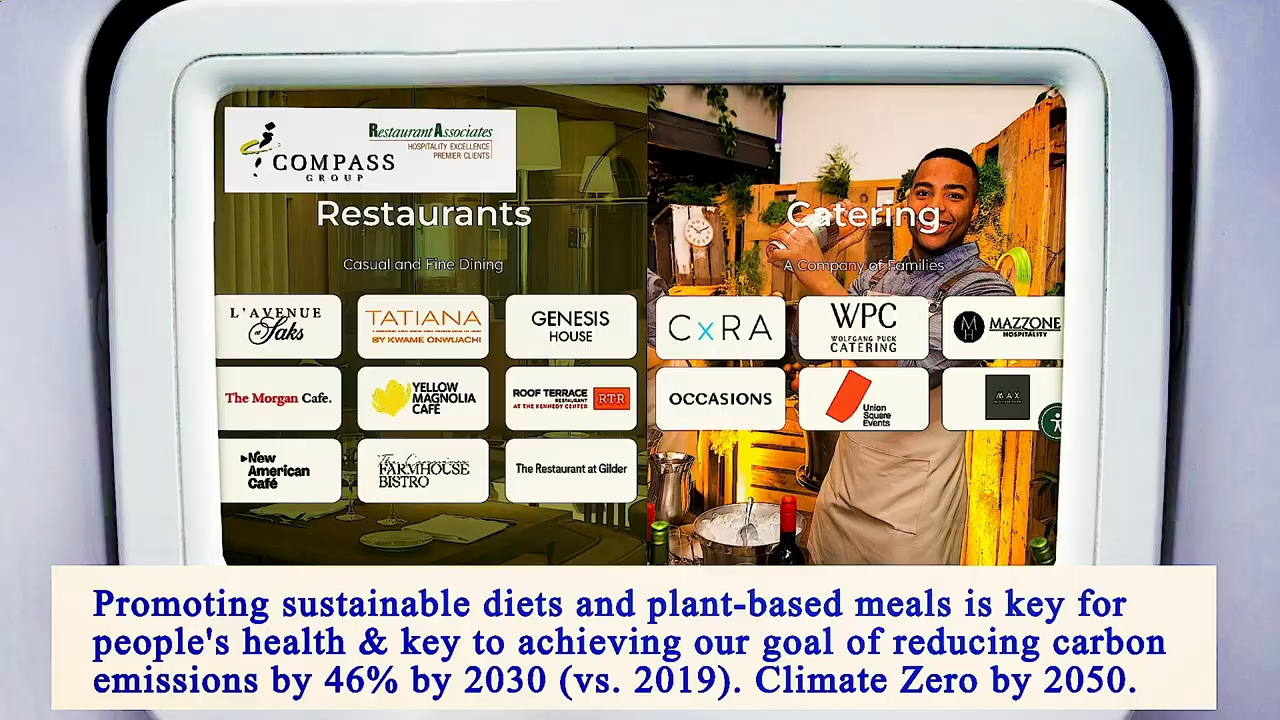 COMPASS
GROUP
Restaurant Associates
HOSPITALITY EXCELLENCE
PREMIER CLIENTS
Restaurants
Casual and Fine Dining
L'AVENUE
at Saks
TATIANA
BY KWAME ONWUACHI
GENESIS
HOUSE
The Morgan Cafe.
YELLOW
MAGNOLIA
CAFÉ
ROOF TERRACE
RESTAURANT
AT THE KENNEDY CENTER
RTR
New
American
Café
FARMHOUSE
BISTRO
The Restaurant at Gilder
Catering
A Company of Families
CxRA
WPC
WOLFGANG PUCK
CATERING
MH
MAZZONE
HOSPITALITY
OCCASIONS
Union
Square
Events
MAX
Promoting sustainable diets and plant-based meals is key for
people's health & key to achieving our goal of reducing carbon
emissions by 46% by 2030 (vs. 2019). Climate Zero by 2050.